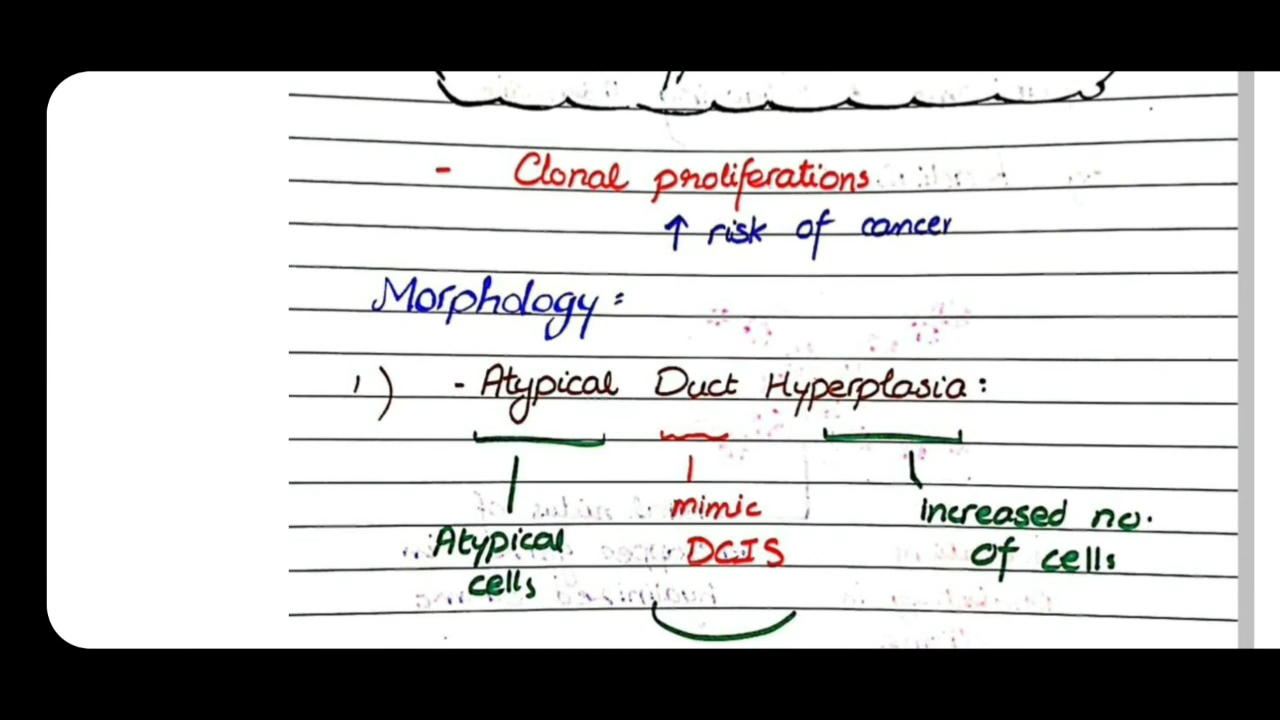 - Clonal proliferations
↑ risk of cancer
Morphology:
1) - Atypical Duct Hyperplasia:
mimic
increased no.
Atypical DCIS of cells
cells